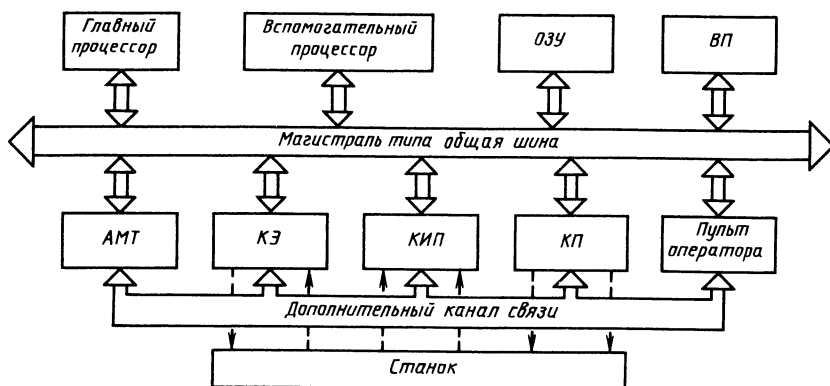 Главный
процессор
Вспомогательный
процессор
ОЗУ
ВП
Магистраль типа общая шина
АМТ
КЭ
КИП
КП
Пульт
оператора
Дополнительный канал связи
Станок